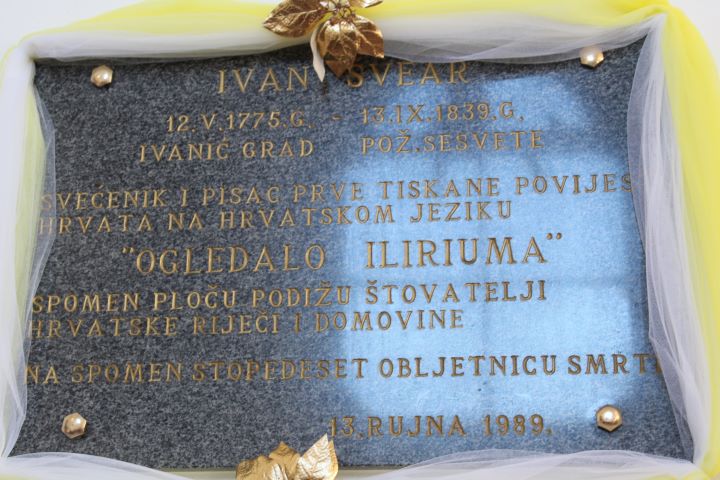 IVAN ŠVEAR
12.V.1775.G. - 13.IX.1839.G.
IVANIĆ GRAD POŽ.SESVETE
SVEĆENIK I PISAC PRVE TISKANE POVIJES
HRVATA NA HRVATSKOM JEZIKU
"OGLEDALO ILIRIUMA"
SPOMEN PLOČU PODIŽU ŠTOVATELJI
HRVATSKE RIJEČI I DOMOVINE
NA SPOMEN STOPEDESET OBLJETNICU SMRTI
13.RUJNA 1989.